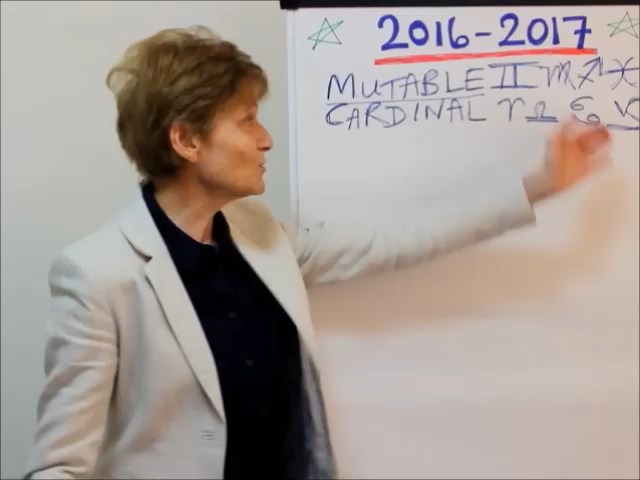 2016-2017
MUTABLE ♊ ♍ ♐ ♓
CARDINAL ♈ ♎ ♋ ♑